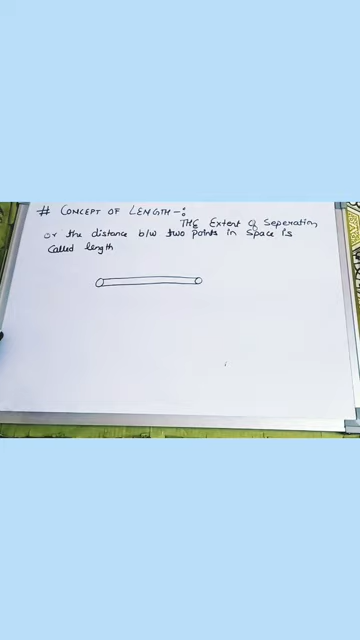 # CONCEPT OF LENGTH -:
THE Extent of Seperation,
or the distance b/w two points in space is
Called length